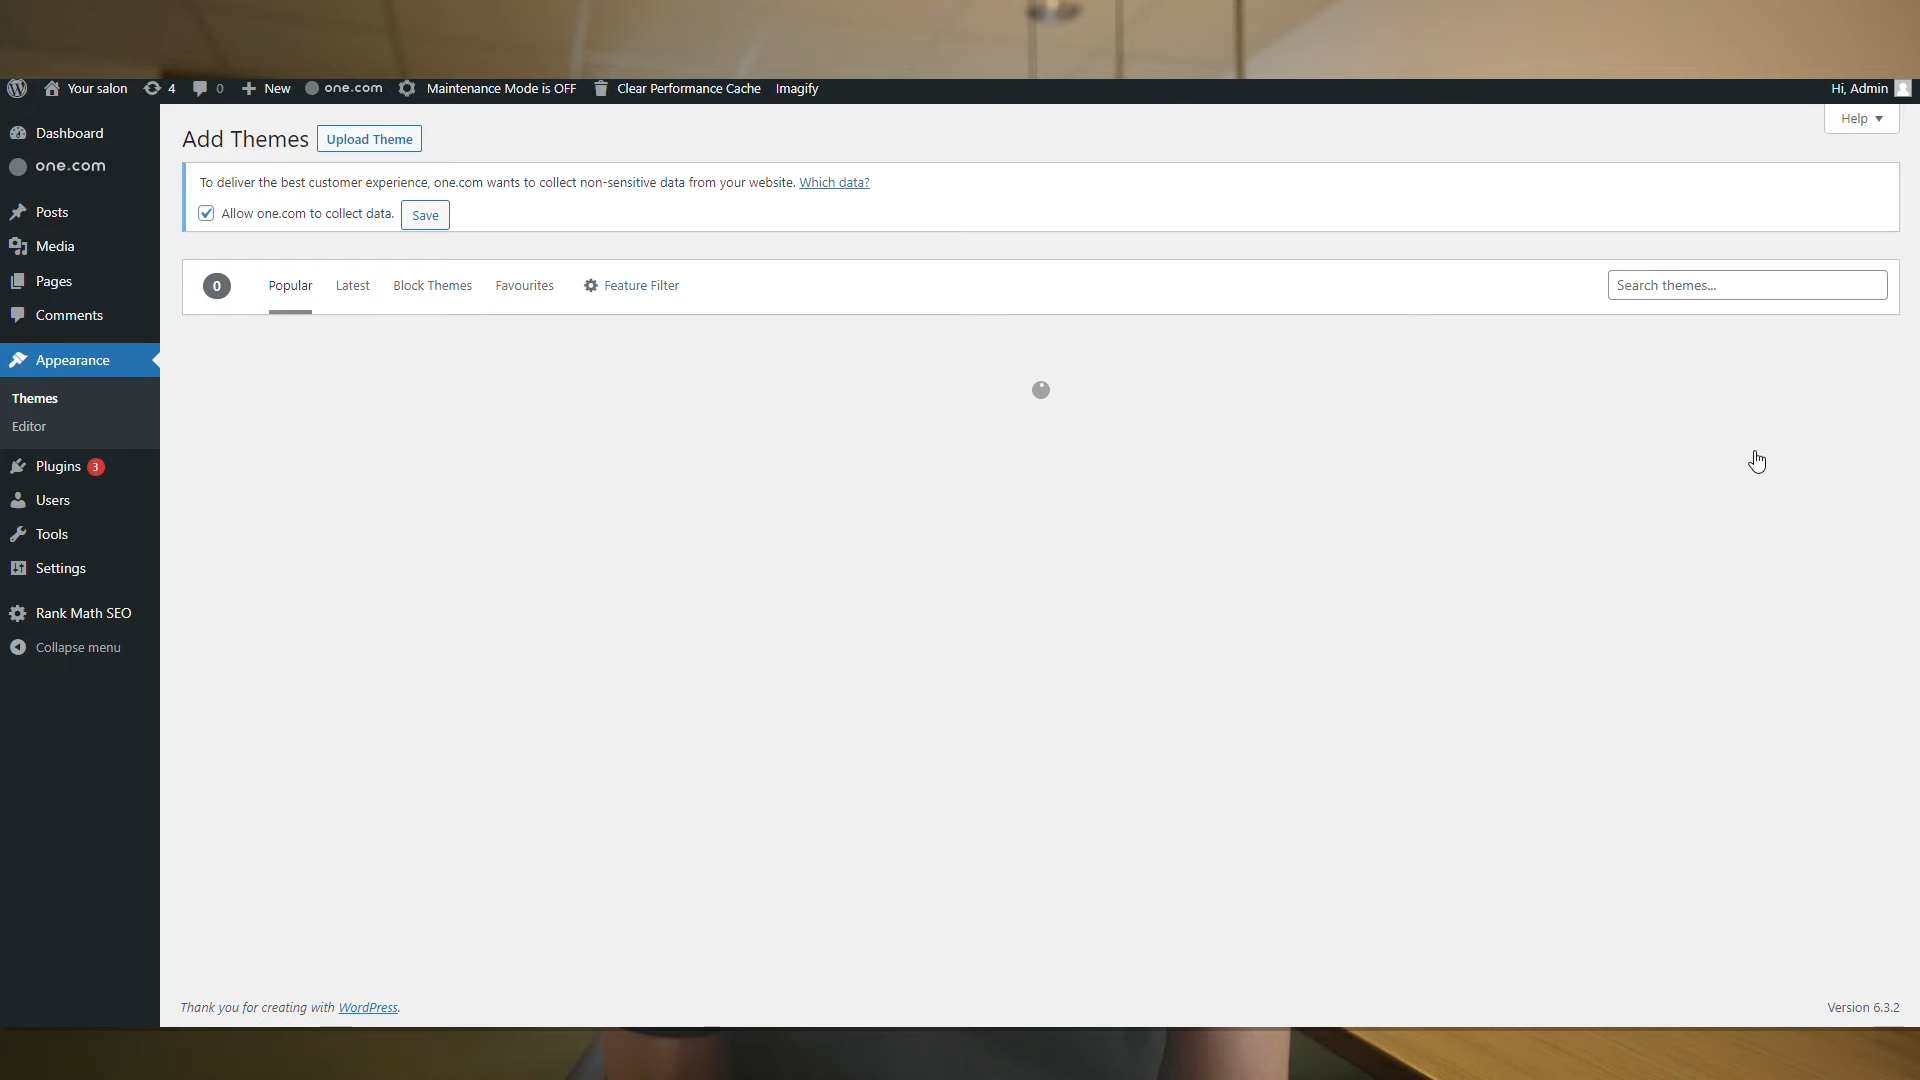 Your salon 4 0 New one.com Maintenance Mode is OFF Clear Performance Cache Imagify Hi, Admin
Help
Dashboard
one.com
Posts
Media
Pages
Comments
Appearance
Themes
Editor
Plugins 3
Users
Tools
Settings
Rank Math SEO
Collapse menu
Add Themes Upload Theme
To deliver the best customer experience, one.com wants to collect non-sensitive data from your website. Which data?
Allow one.com to collect data. Save
0 Popular Latest Block Themes Favourites Feature Filter Search themes...
Thank you for creating with WordPress. Version 6.3.2